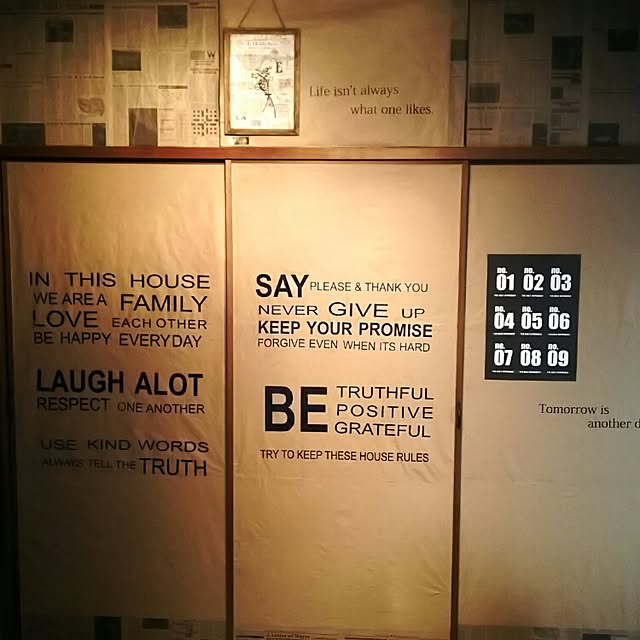 Life isn't always
what one likes.
IN THIS HOUSE
WE ARE A FAMILY
LOVE EACH OTHER
BE HAPPY EVERYDAY
LAUGH ALOT
RESPECT ONE ANOTHER
USE KIND WORDS
ALWAYS TELL THE TRUTH
SAY PLEASE & THANK YOU
NEVER GIVE UP
KEEP YOUR PROMISE
FORGIVE EVEN WHEN ITS HARD
BE TRUTHFUL
POSITIVE
GRATEFUL
TRY TO KEEP THESE HOUSE RULES
no. no. no.
01 02 03
no. no. no.
04 05 06
no. no. no.
07 08 09
Tomorrow is
another d